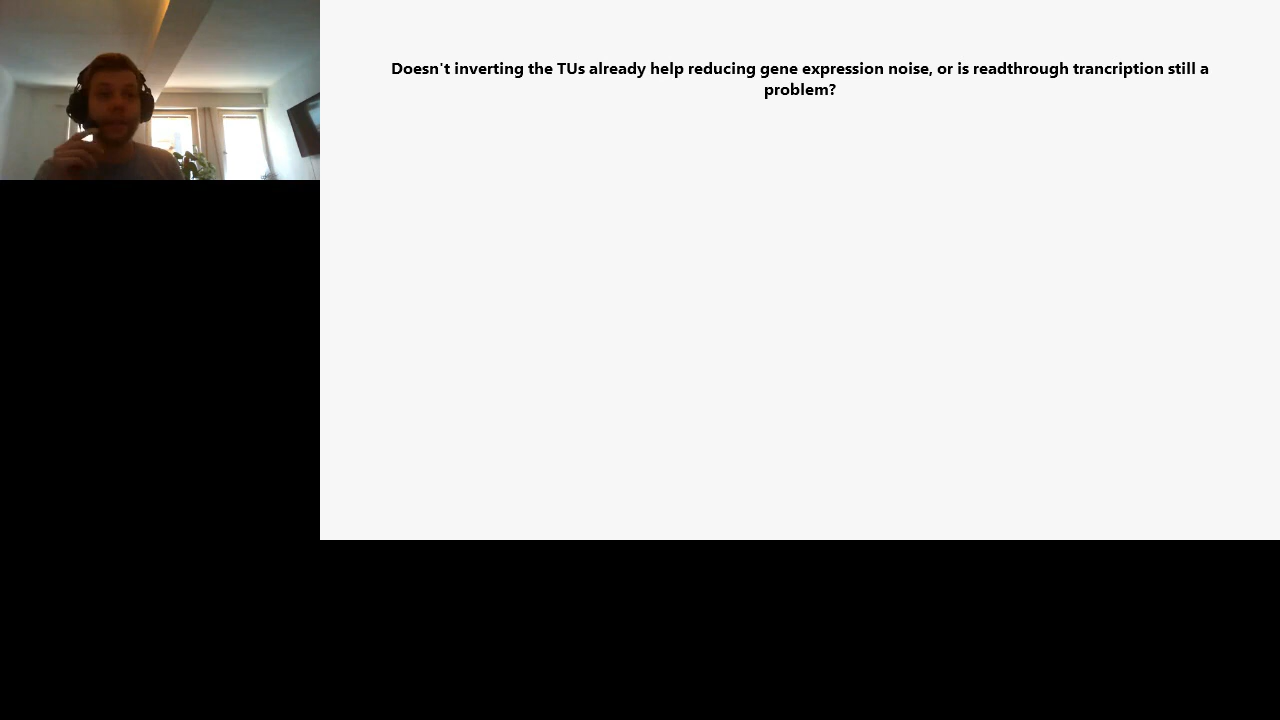 Doesn't inverting the TUs already help reducing gene expression noise, or is readthrough trancription still a
problem?